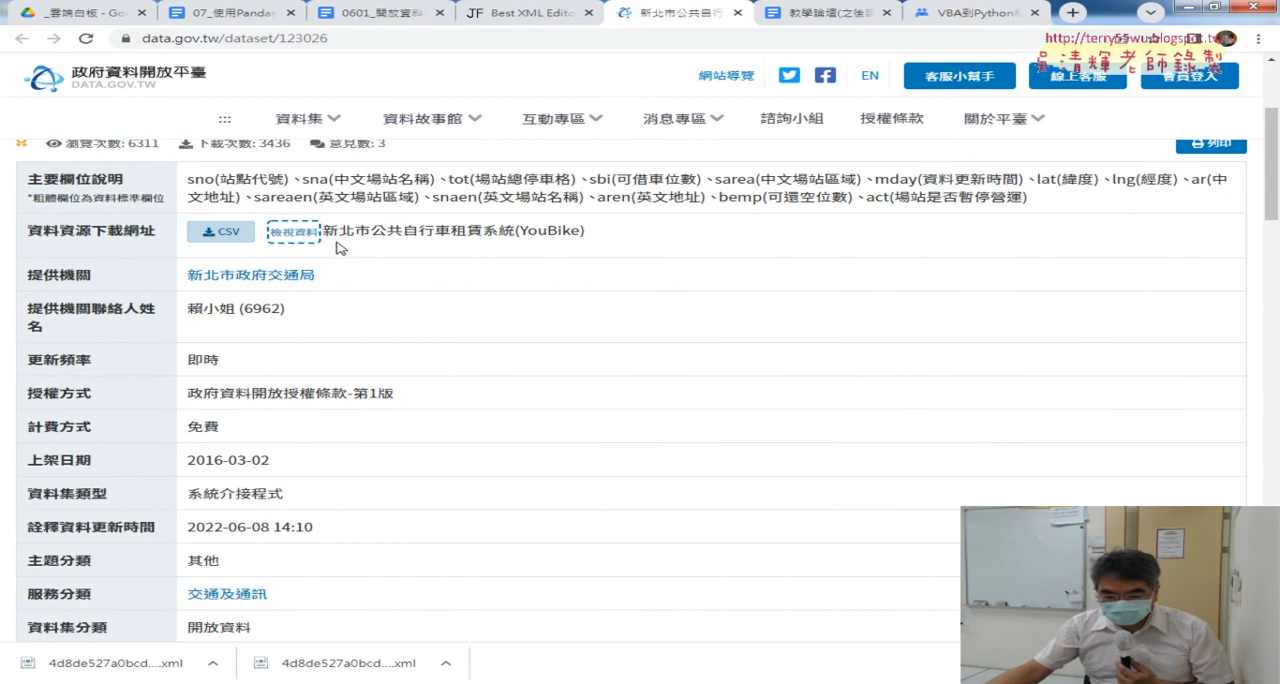 _雲端白板 - Go
07_使用Panda
0601_開放資料
JF Best XML Edito
新北市公共自行
教學論壇(之後
VBA到Python
data.gov.tw/dataset/123026
http://terry55wu.blogspot.tw
吳清輝老師錄製
政府資料開放平臺
DATA.GOV.TW
網站導覽
EN
客服小幫手
線上客服
會員登入
:::
資料集
資料故事館
互動專區
消息專區
諮詢小組
授權條款
關於平臺
瀏覽次數: 6311 下載次數: 3436 意見數: 3
列印
主要欄位說明
*粗體欄位為資料標準欄位
sno(站點代號)、sna(中文場站名稱)、tot(場站總停車格)、sbi(可借車位數)、sarea(中文場站區域)、mday(資料更新時間)、lat(緯度)、lng(經度)、ar(中
文地址)、sareaen(英文場站區域)、snaen(英文場站名稱)、aren(英文地址)、bemp(可還空位數)、act(場站是否暫停營運)
資料資源下載網址
CSV 檢視資料 新北市公共自行車租賃系統(YouBike)
提供機關
新北市政府交通局
提供機關聯絡人姓
名
賴小姐 (6962)
更新頻率
即時
授權方式
政府資料開放授權條款-第1版
計費方式
免費
上架日期
2016-03-02
資料集類型
系統介接程式
詮釋資料更新時間
2022-06-08 14:10
主題分類
其他
服務分類
交通及通訊
資料集分類
開放資料
4d8de527a0bcd....xml
4d8de527a0bcd....xml